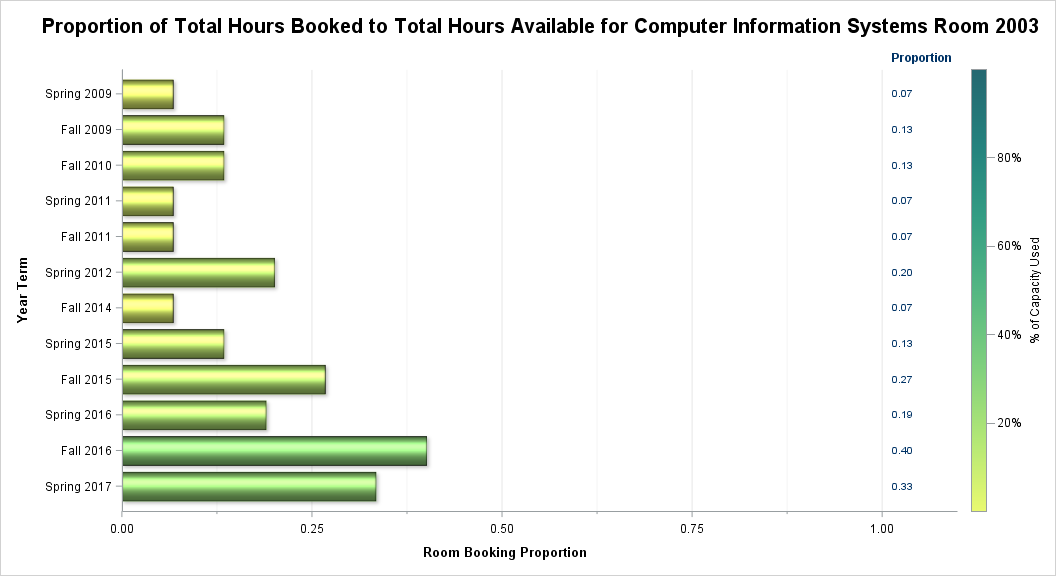 Proportion of Total Hours Booked to Total Hours Available for Computer Information Systems Room 2003
Proportion
Spring 2009 0.07
Fall 2009 0.13
Fall 2010 0.13
Spring 2011 0.07
Fall 2011 0.07
Spring 2012 0.20
Fall 2014 0.07
Spring 2015 0.13
Fall 2015 0.27
Spring 2016 0.19
Fall 2016 0.40
Spring 2017 0.33
Year Term
0.00 0.25 0.50 0.75 1.00
Room Booking Proportion
80%
60%
40%
20%
% of Capacity Used